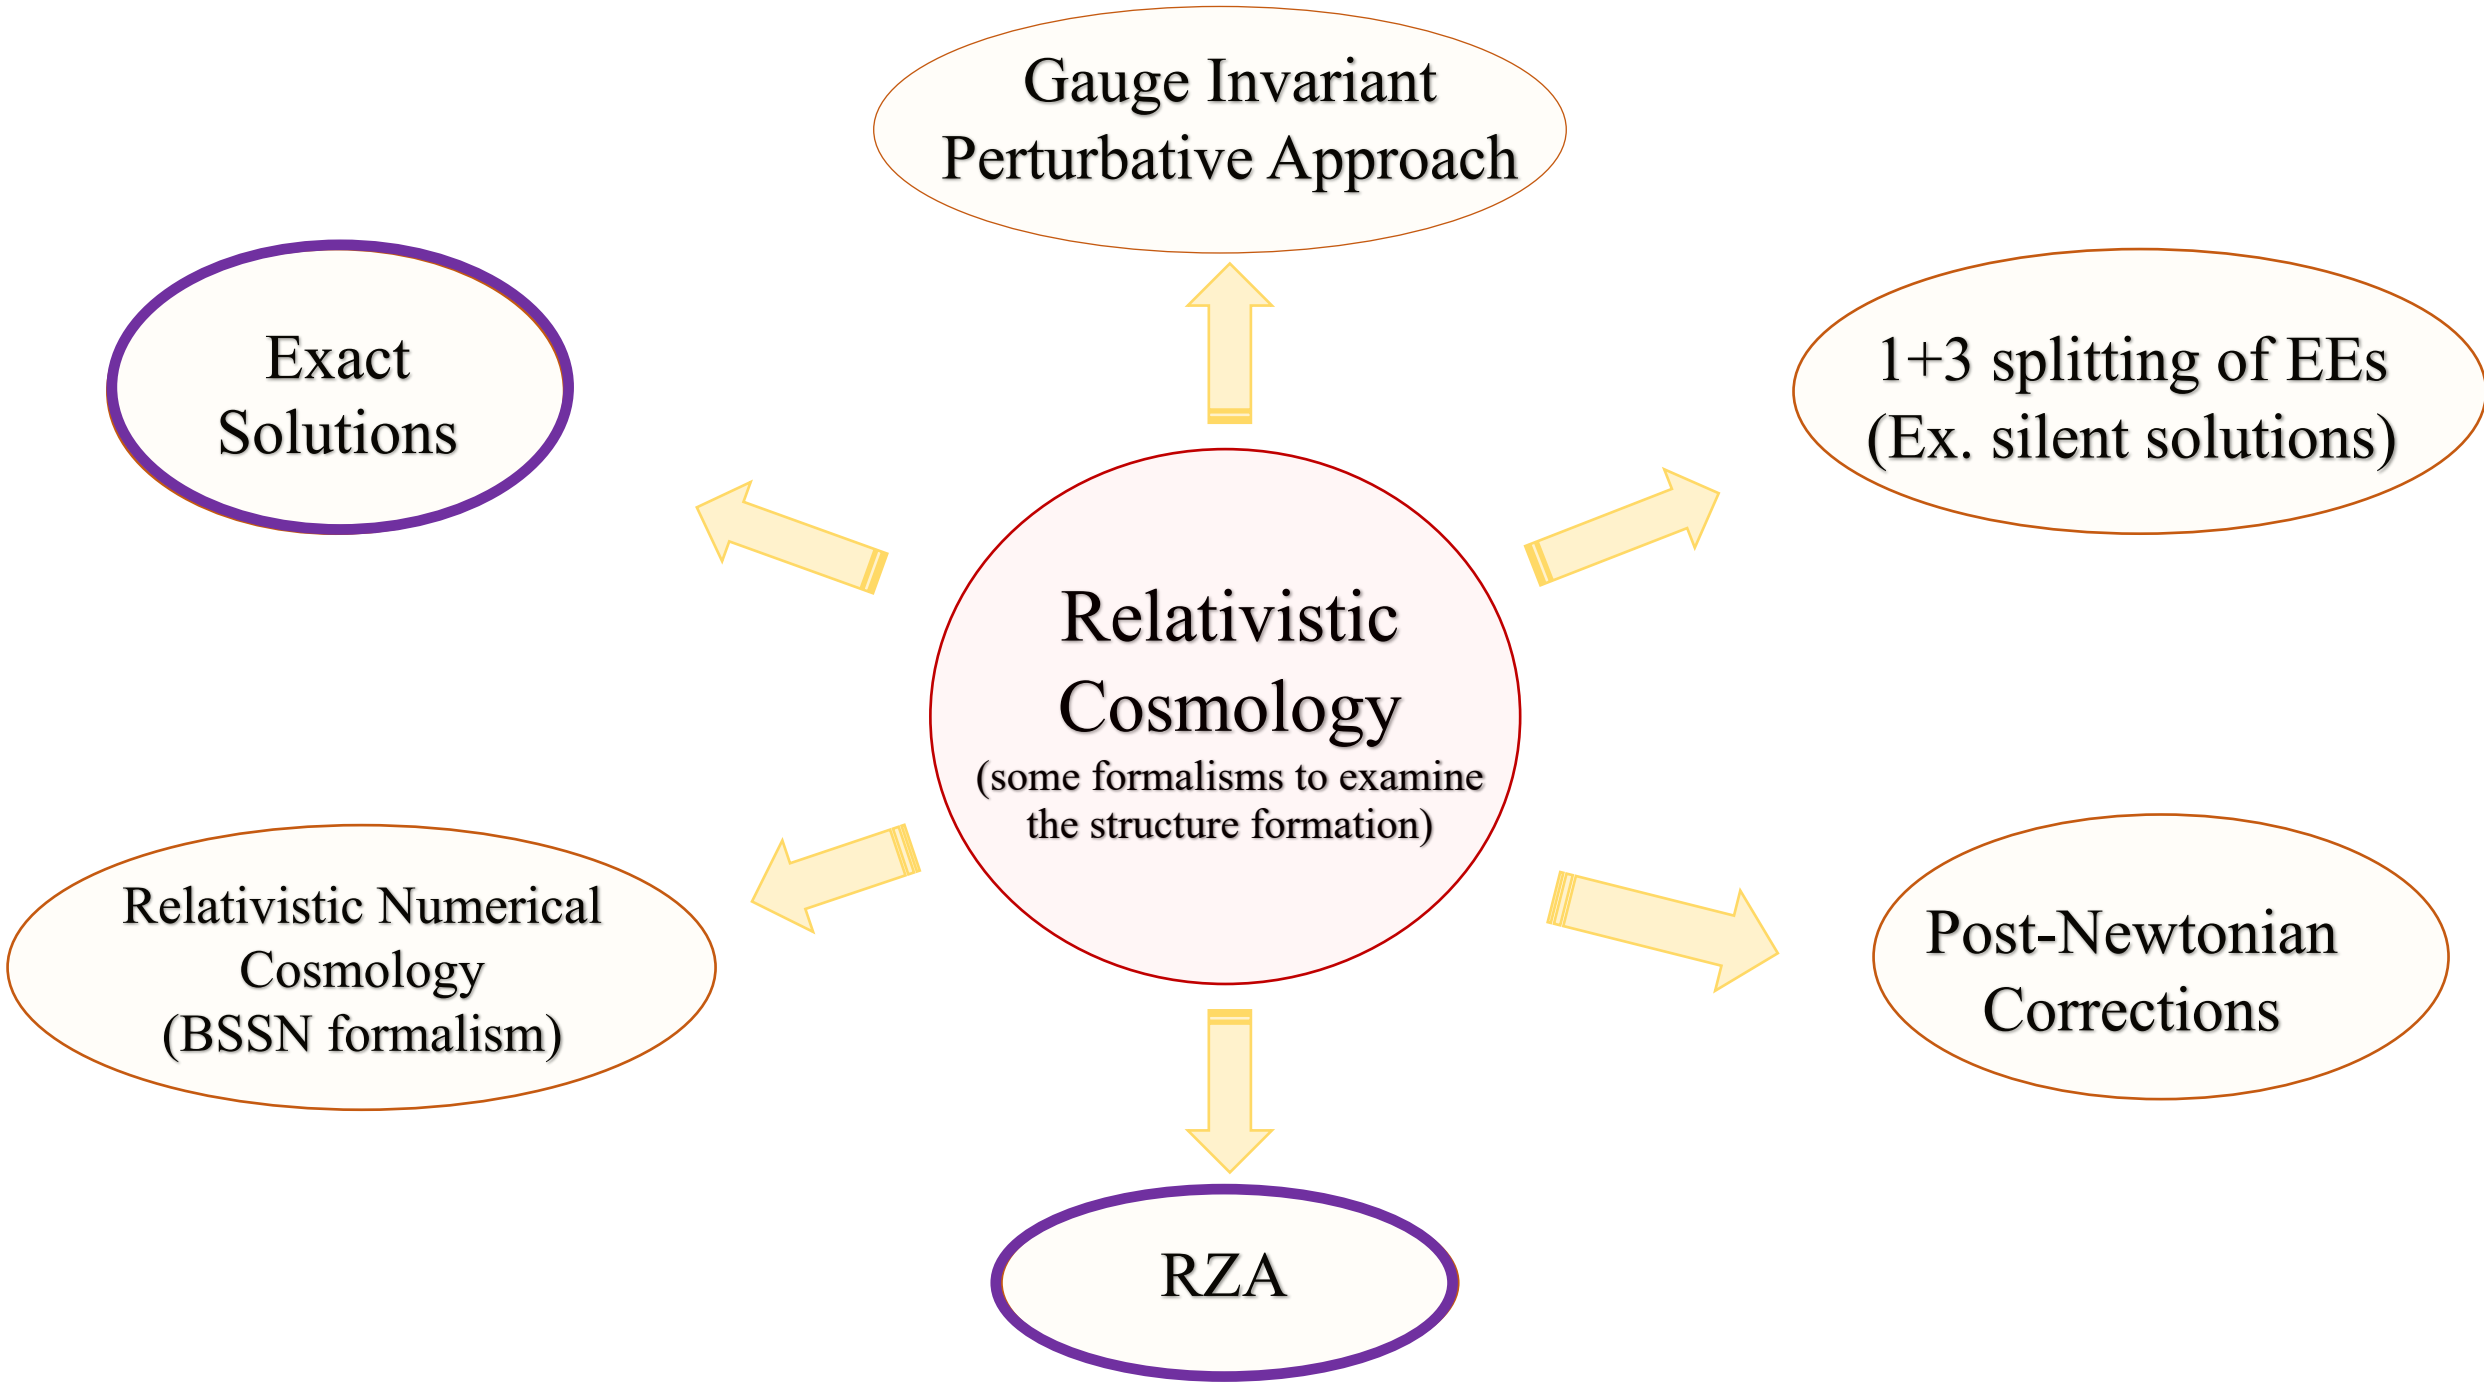 Gauge Invariant
Perturbative Approach
Exact
Solutions
1+3 splitting of EEs
(Ex. silent solutions)
Relativistic
Cosmology
(some formalisms to examine
the structure formation)
Relativistic Numerical
Cosmology
(BSSN formalism)
Post-Newtonian
Corrections
RZA